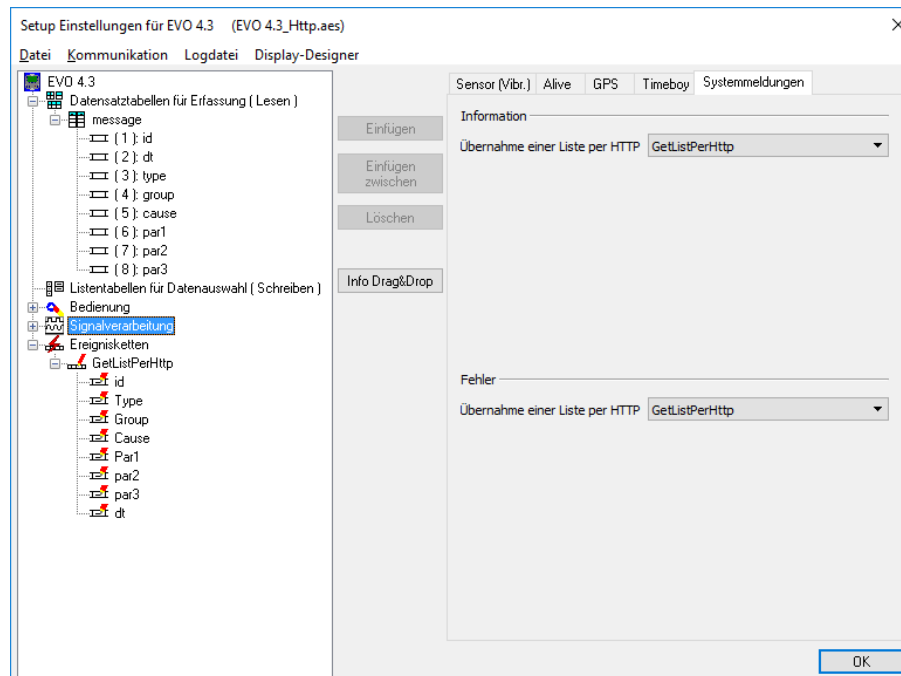 Setup Einstellungen für EVO 4.3 (EVO 4.3_Http.aes)
Datei Kommunikation Logdatei Display-Designer
EVO 4.3
Datensatztabellen für Erfassung ( Lesen )
message
( 1 ): id
( 2 ): dt
( 3 ): type
( 4 ): group
( 5 ): cause
( 6 ): par1
( 7 ): par2
( 8 ): par3
Listentabellen für Datenauswahl ( Schreiben )
Bedienung
Signalverarbeitung
Ereignisketten
GetListPerHttp
id
Type
Group
Cause
Par1
par2
par3
dt
Einfügen
Einfügen
zwischen
Löschen
Info Drag&Drop
Sensor (Vibr.) Alive GPS Timeboy Systemmeldungen
Information
Übernahme einer Liste per HTTP GetListPerHttp
Fehler
Übernahme einer Liste per HTTP GetListPerHttp
OK